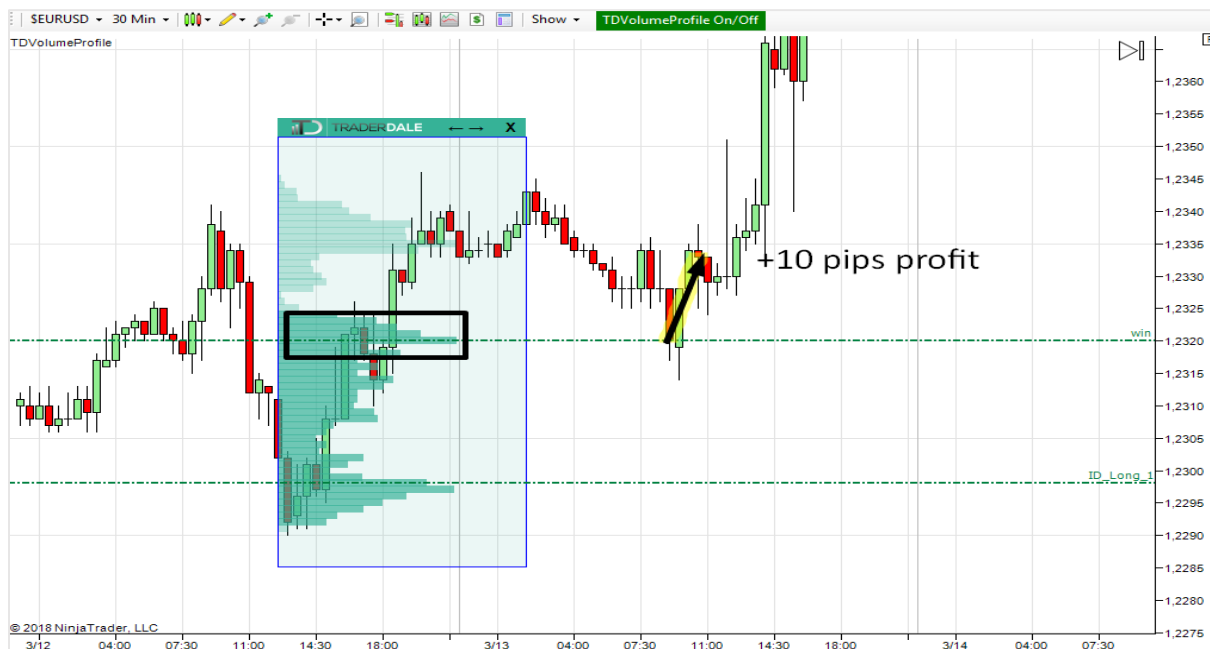 $EURUSD 30 Min Show TDVolumeProfile On/Off
TDVolumeProfile
TRADERDALE ← → X
+10 pips profit
win
ID_Long_1
1,2360
1,2355
1,2350
1,2345
1,2340
1,2335
1,2330
1,2325
1,2320
1,2315
1,2310
1,2305
1,2300
1,2295
1,2290
1,2285
1,2280
1,2275
© 2018 NinjaTrader, LLC
3/12 04:00 07:30 11:00 14:30 18:00 3/13 04:00 07:30 11:00 14:30 18:00 3/14 04:00 07:30